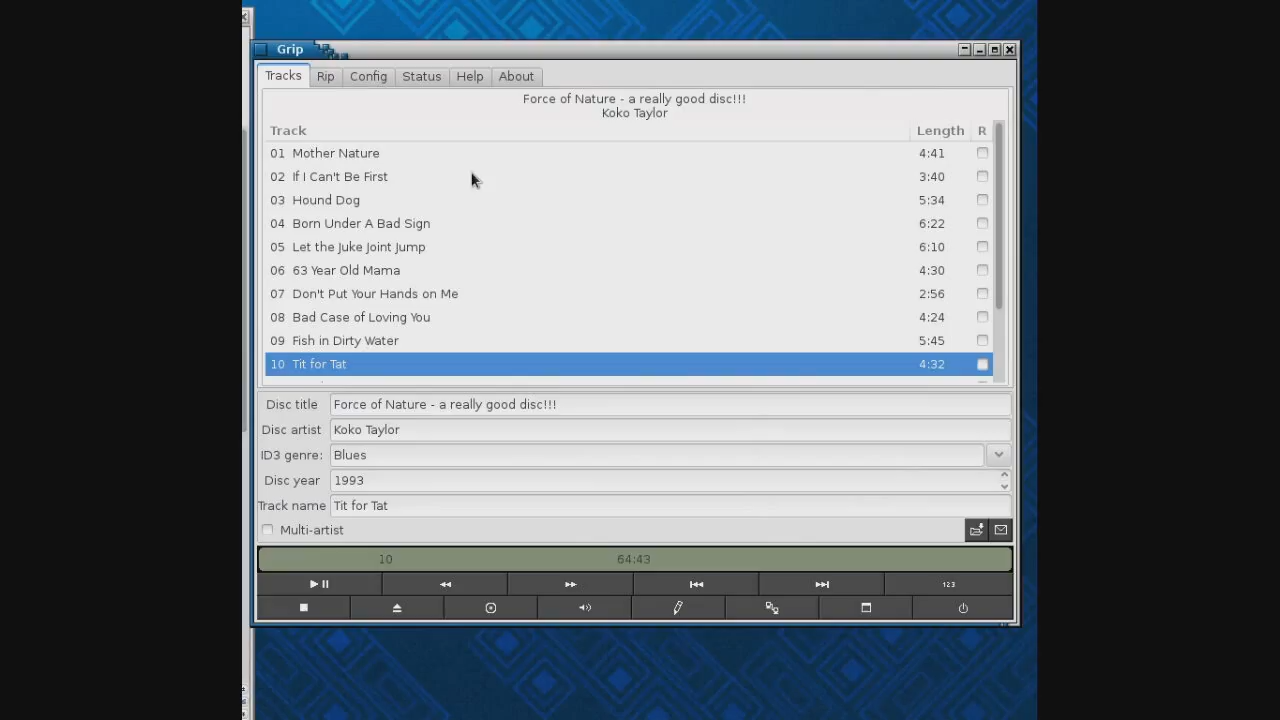 Grip
Tracks Rip Config Status Help About
Force of Nature - a really good disc!!!
Koko Taylor
Track Length R
01 Mother Nature 4:41
02 If I Can't Be First 3:40
03 Hound Dog 5:34
04 Born Under A Bad Sign 6:22
05 Let the Juke Joint Jump 6:10
06 63 Year Old Mama 4:30
07 Don't Put Your Hands on Me 2:56
08 Bad Case of Loving You 4:24
09 Fish in Dirty Water 5:45
10 Tit for Tat 4:32
Disc title Force of Nature - a really good disc!!!
Disc artist Koko Taylor
ID3 genre: Blues
Disc year 1993
Track name Tit for Tat
Multi-artist
10 64:43
123